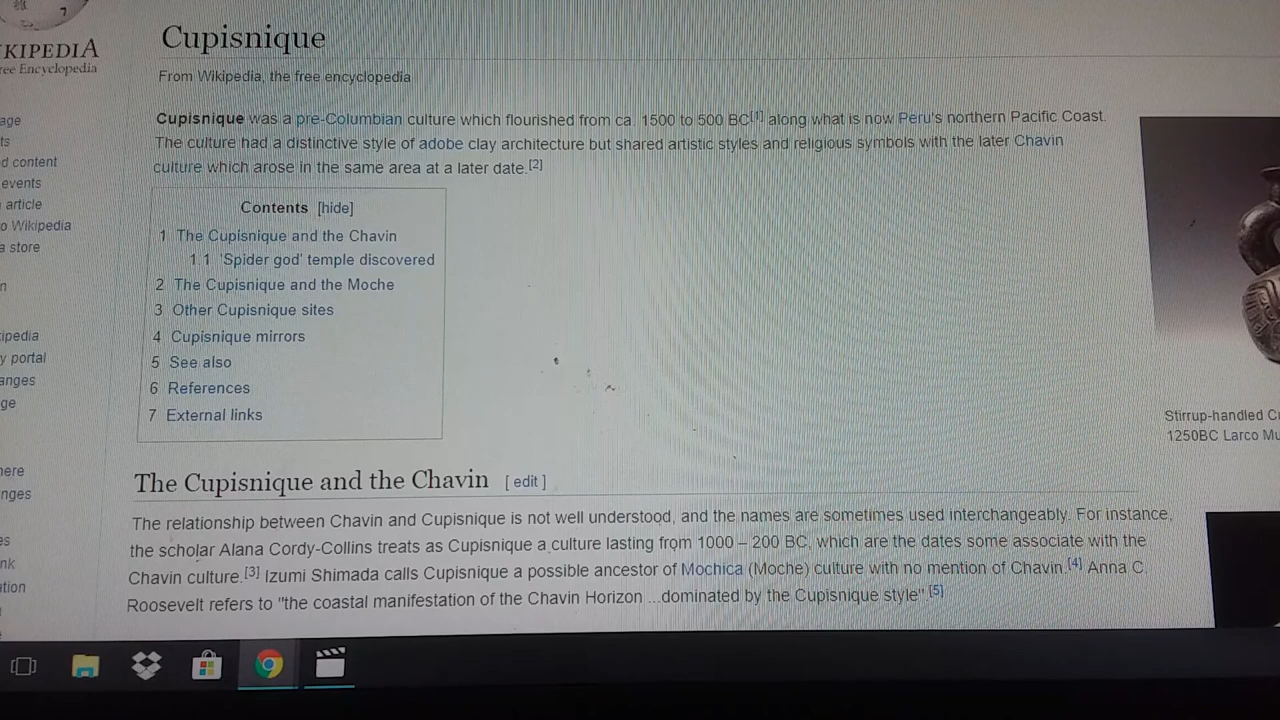 KIPEDIA
ree Encyclopedia
age
ts
d content
events
article
o Wikipedia
a store
n
ipedia
y portal
anges
ge
here
nges
es
nk
ation
Cupisnique
From Wikipedia, the free encyclopedia
Cupisnique was a pre-Columbian culture which flourished from ca. 1500 to 500 BC[1] along what is now Peru's northern Pacific Coast.
The culture had a distinctive style of adobe clay architecture but shared artistic styles and religious symbols with the later Chavin
culture which arose in the same area at a later date.[2]
Contents [hide]
1 The Cupisnique and the Chavin
1.1 'Spider god' temple discovered
2 The Cupisnique and the Moche
3 Other Cupisnique sites
4 Cupisnique mirrors
5 See also
6 References
7 External links
Stirrup-handled C
1250BC Larco Mu
The Cupisnique and the Chavin [ edit ]
The relationship between Chavin and Cupisnique is not well understood, and the names are sometimes used interchangeably. For instance,
the scholar Alana Cordy-Collins treats as Cupisnique a culture lasting from 1000 – 200 BC, which are the dates some associate with the
Chavin culture.[3] Izumi Shimada calls Cupisnique a possible ancestor of Mochica (Moche) culture with no mention of Chavin.[4] Anna C.
Roosevelt refers to "the coastal manifestation of the Chavin Horizon ...dominated by the Cupisnique style".[5]